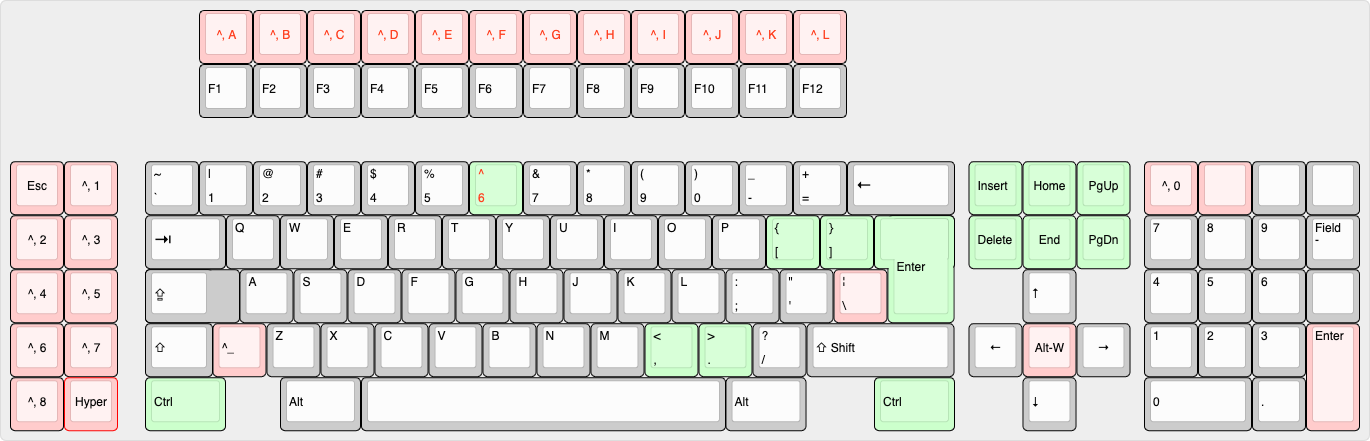 ^, A ^, B ^, C ^, D ^, E ^, F ^, G ^, H ^, I ^, J ^, K ^, L
F1 F2 F3 F4 F5 F6 F7 F8 F9 F10 F11 F12
Esc ^, 1 ~ ` | 1 @ 2 # 3 $ 4 % 5 ^ 6 & 7 * 8 ( 9 ) 0 _ - + = ← Insert Home PgUp ^, 0
^, 2 ^, 3 ⇥ Q W E R T Y U I O P { [ } ] Enter Delete End PgDn 7 8 9 Field -
^, 4 ^, 5 ⇪ A S D F G H J K L : ; " ' ¦ \ ↑ 4 5 6
^, 6 ^, 7 ⇧ ^_ Z X C V B N M < , > . ? / ⇧ Shift ← Alt-W → 1 2 3 Enter
^, 8 Hyper Ctrl Alt Alt Ctrl ↓ 0 .